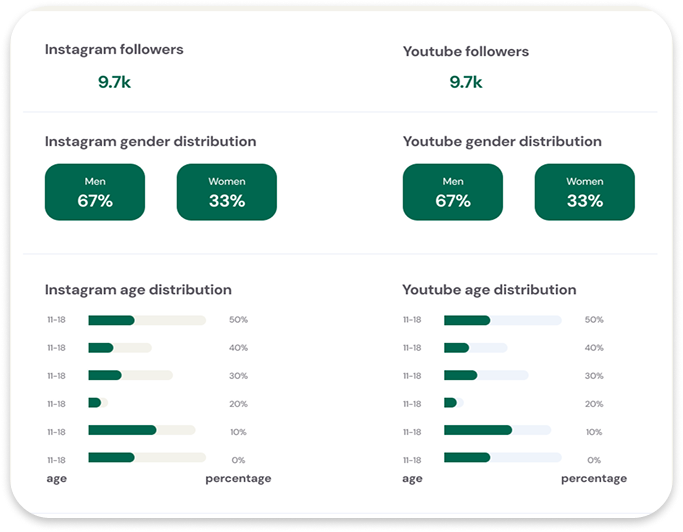 Instagram followers
9.7k
Youtube followers
9.7k
Instagram gender distribution
Men
67%
Women
33%
Youtube gender distribution
Men
67%
Women
33%
Instagram age distribution
11-18 50%
11-18 40%
11-18 30%
11-18 20%
11-18 10%
11-18 0%
age percentage
Youtube age distribution
11-18 50%
11-18 40%
11-18 30%
11-18 20%
11-18 10%
11-18 0%
age percentage